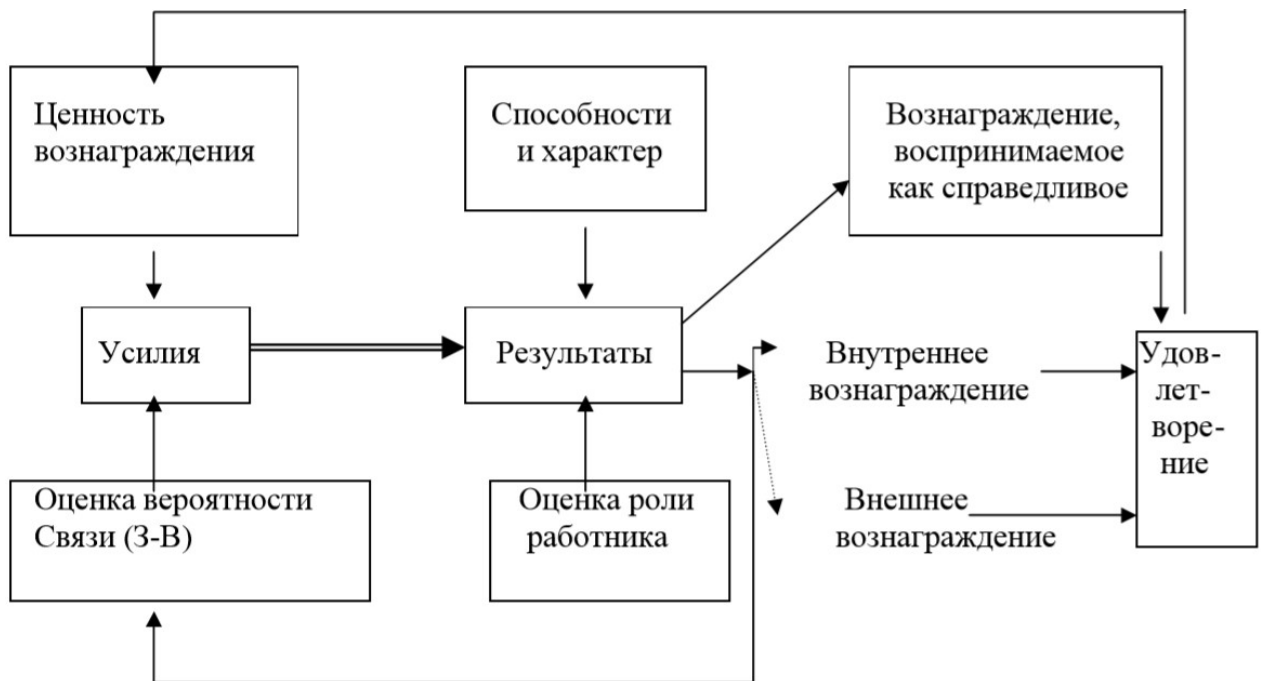 Ценность
вознаграждения
Способности
и характер
Вознаграждение,
воспринимаемое
как справедливое
Усилия
Результаты
Внутреннее
вознаграждение
Удов-
лет-
воре-
ние
Оценка вероятности
Связи (З-В)
Оценка роли
работника
Внешнее
вознаграждение